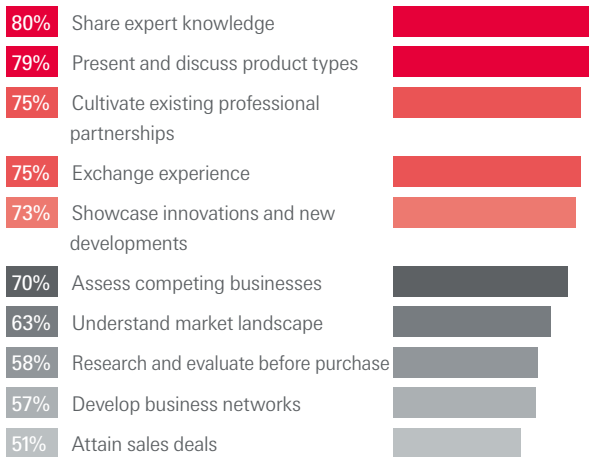 80% Share expert knowledge
79% Present and discuss product types
75% Cultivate existing professional
partnerships
75% Exchange experience
73% Showcase innovations and new
developments
70% Assess competing businesses
63% Understand market landscape
58% Research and evaluate before purchase
57% Develop business networks
51% Attain sales deals